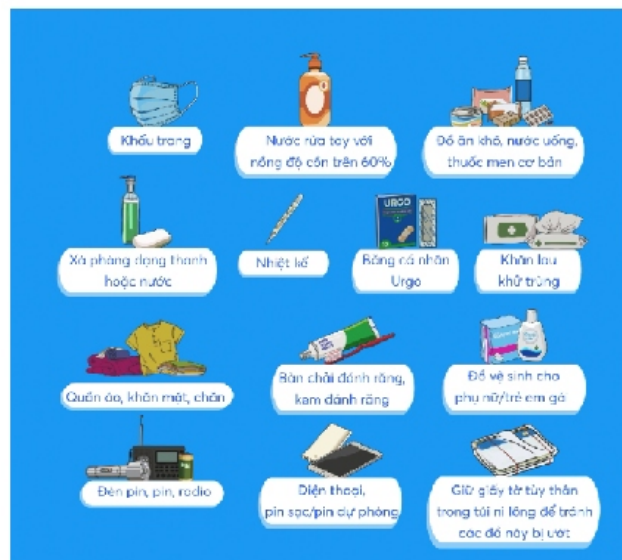 Khẩu trang
Nước rửa tay với
nồng độ cồn trên 60%
Đồ ăn khô, nước uống,
thuốc men cơ bản
Xà phòng dạng thanh
hoặc nước
Nhiệt kế
URGO
Băng cá nhân
Urgo
Khăn lau
khử trùng
Quần áo, khăn mặt, chăn
Bàn chải đánh răng,
kem đánh răng
Đồ vệ sinh cho
phụ nữ/trẻ em gái
Đèn pin, pin, radio
Điện thoại,
pin sạc/pin dự phòng
Giữ giấy tờ tùy thân
trong túi ni lông để tránh
các đồ này bị ướt